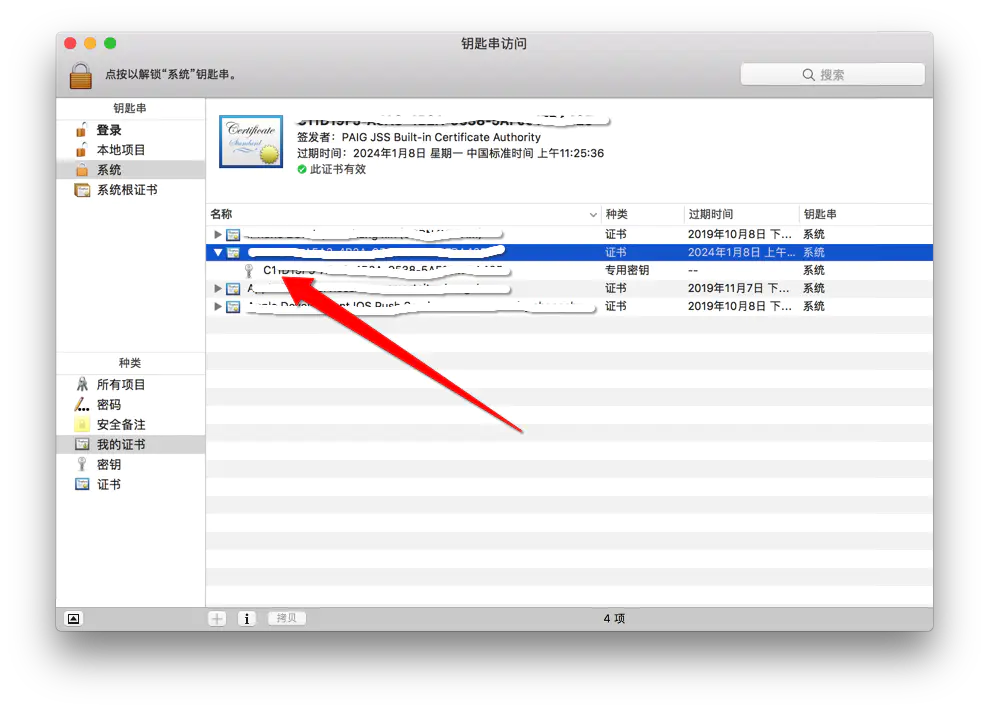 钥匙串访问
点按以解锁“系统”钥匙串。
搜索
钥匙串
登录
本地项目
系统
系统根证书
Certificate
Standard
签发者：PAIG JSS Built-in Certificate Authority
过期时间：2024年1月8日 星期一 中国标准时间 上午11:25:36
此证书有效
名称 种类 过期时间 钥匙串
证书 2019年10月8日 下... 系统
证书 2024年1月8日 上午... 系统
专用密钥 -- 系统
证书 2019年11月7日 下... 系统
证书 2019年10月8日 下... 系统
种类
所有项目
密码
安全备注
我的证书
密钥
证书
拷贝
4 项